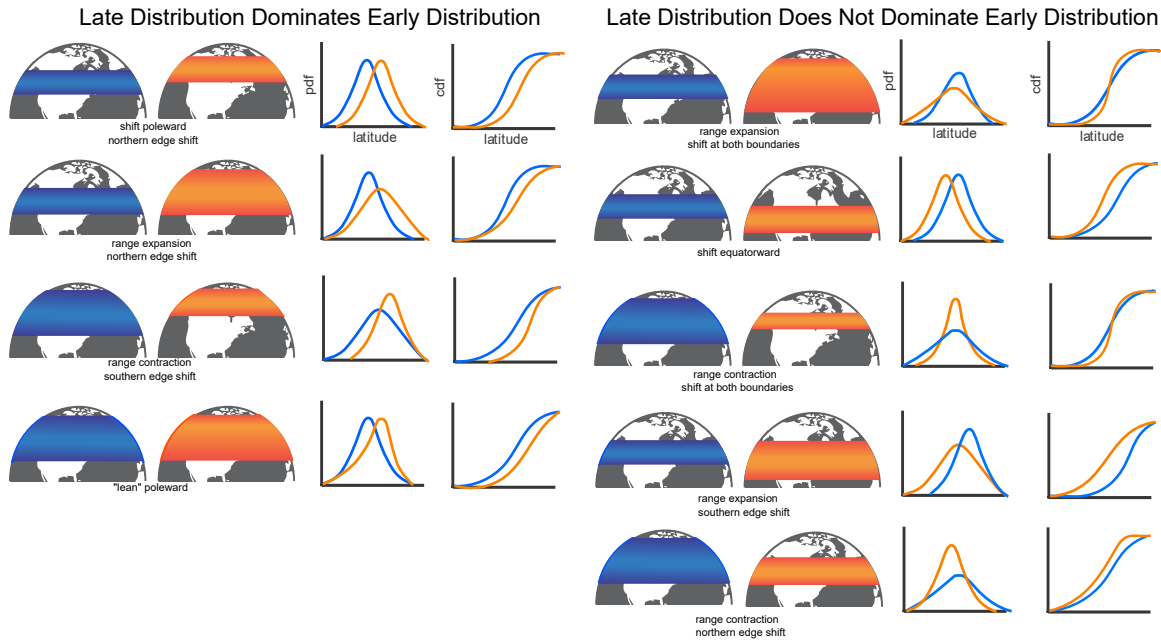 Late Distribution Dominates Early Distribution
pdf
cdf
latitude
latitude
shift poleward
northern edge shift
range expansion
northern edge shift
range contraction
southern edge shift
"lean" poleward
Late Distribution Does Not Dominate Early Distribution
pdf
cdf
latitude
latitude
range expansion
shift at both boundaries
shift equatorward
range contraction
shift at both boundaries
range expansion
southern edge shift
range contraction
northern edge shift